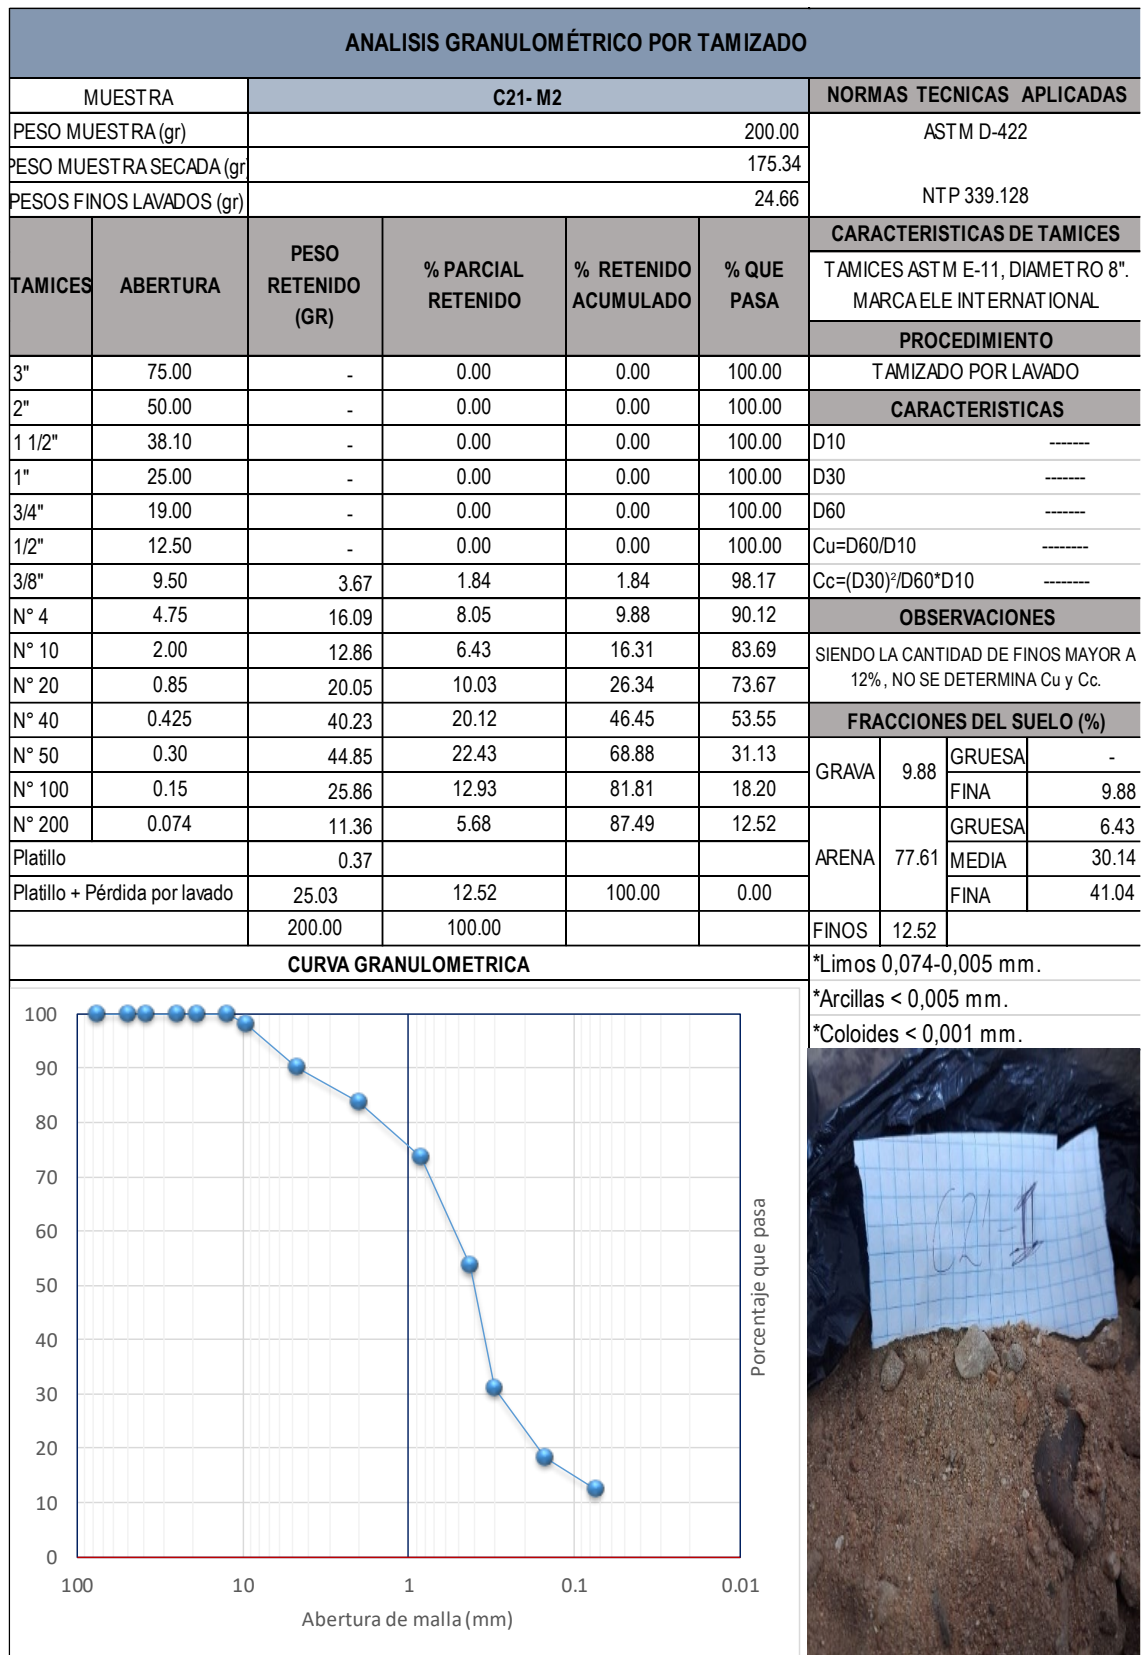 ANALISIS GRANULOMÉTRICO POR TAMIZADO
MUESTRA C21- M2 NORMAS TECNICAS APLICADAS
PESO MUESTRA (gr) 200.00 ASTM D-422
PESO MUESTRA SECADA (gr) 175.34
PESOS FINOS LAVADOS (gr) 24.66 NTP 339.128
TAMICES ABERTURA PESO RETENIDO (GR) % PARCIAL RETENIDO % RETENIDO ACUMULADO % QUE PASA CARACTERISTICAS DE TAMICES
TAMICES ASTM E-11, DIAMETRO 8".
MARCA ELE INTERNATIONAL
PROCEDIMIENTO
3" 75.00 - 0.00 0.00 100.00 TAMIZADO POR LAVADO
2" 50.00 - 0.00 0.00 100.00 CARACTERISTICAS
1 1/2" 38.10 - 0.00 0.00 100.00 D10 -------
1" 25.00 - 0.00 0.00 100.00 D30 -------
3/4" 19.00 - 0.00 0.00 100.00 D60 -------
1/2" 12.50 - 0.00 0.00 100.00 Cu=D60/D10 --------
3/8" 9.50 3.67 1.84 1.84 98.17 Cc=(D30)²/D60*D10 --------
N° 4 4.75 16.09 8.05 9.88 90.12 OBSERVACIONES
N° 10 2.00 12.86 6.43 16.31 83.69 SIENDO LA CANTIDAD DE FINOS MAYOR A
N° 20 0.85 20.05 10.03 26.34 73.67 12%, NO SE DETERMINA Cu y Cc.
N° 40 0.425 40.23 20.12 46.45 53.55 FRACCIONES DEL SUELO (%)
N° 50 0.30 44.85 22.43 68.88 31.13 GRAVA 9.88 GRUESA -
N° 100 0.15 25.86 12.93 81.81 18.20 FINA 9.88
N° 200 0.074 11.36 5.68 87.49 12.52 ARENA 77.61 GRUESA 6.43
Platillo 0.37 MEDIA 30.14
Platillo + Pérdida por lavado 25.03 12.52 100.00 0.00 FINA 41.04
200.00 100.00 FINOS 12.52
CURVA GRANULOMETRICA
*Limos 0,074-0,005 mm.
*Arcillas < 0,005 mm.
*Coloides < 0,001 mm.
100
90
80
70
60
50
40
30
20
10
0
100 10 1 0.1 0.01
Abertura de malla (mm)
Porcentaje que pasa
C21-1